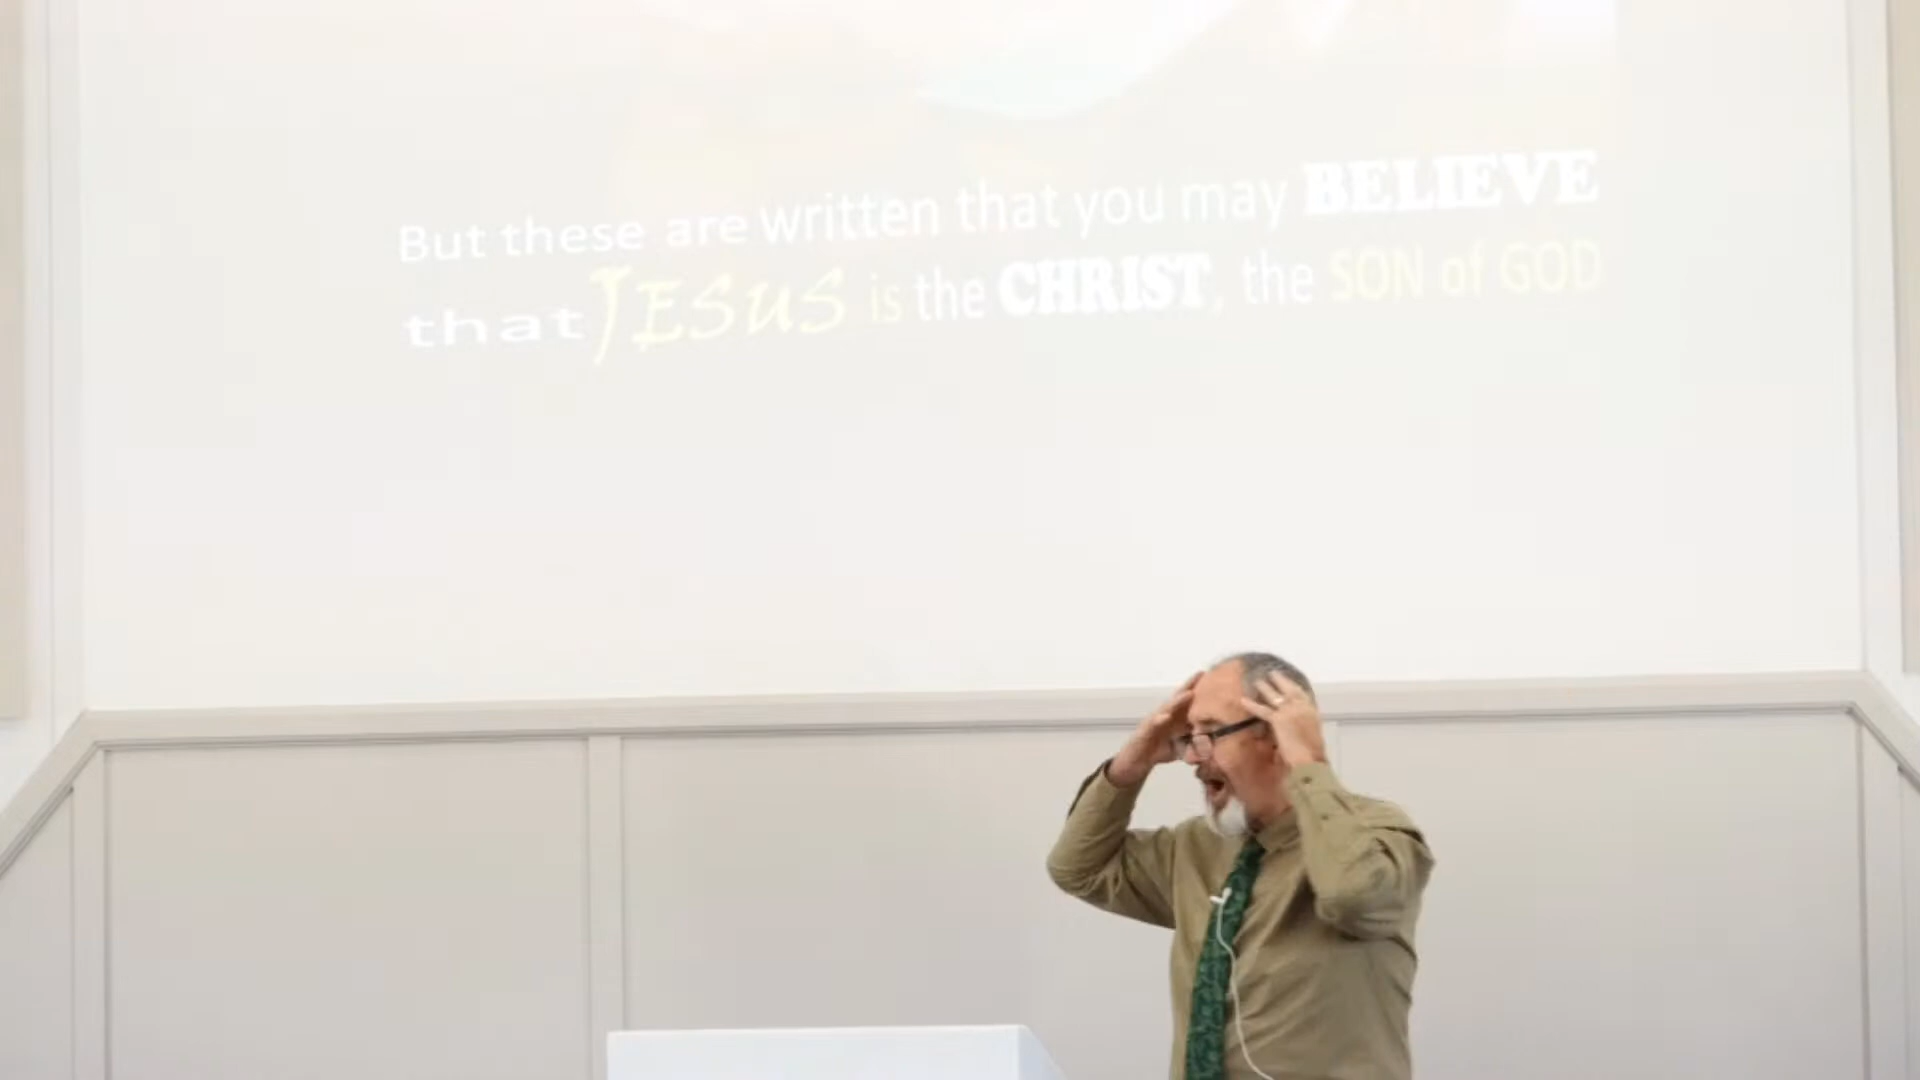 But these are written that you may BELIEVE
that JESUS is the CHRIST, the SON of GOD